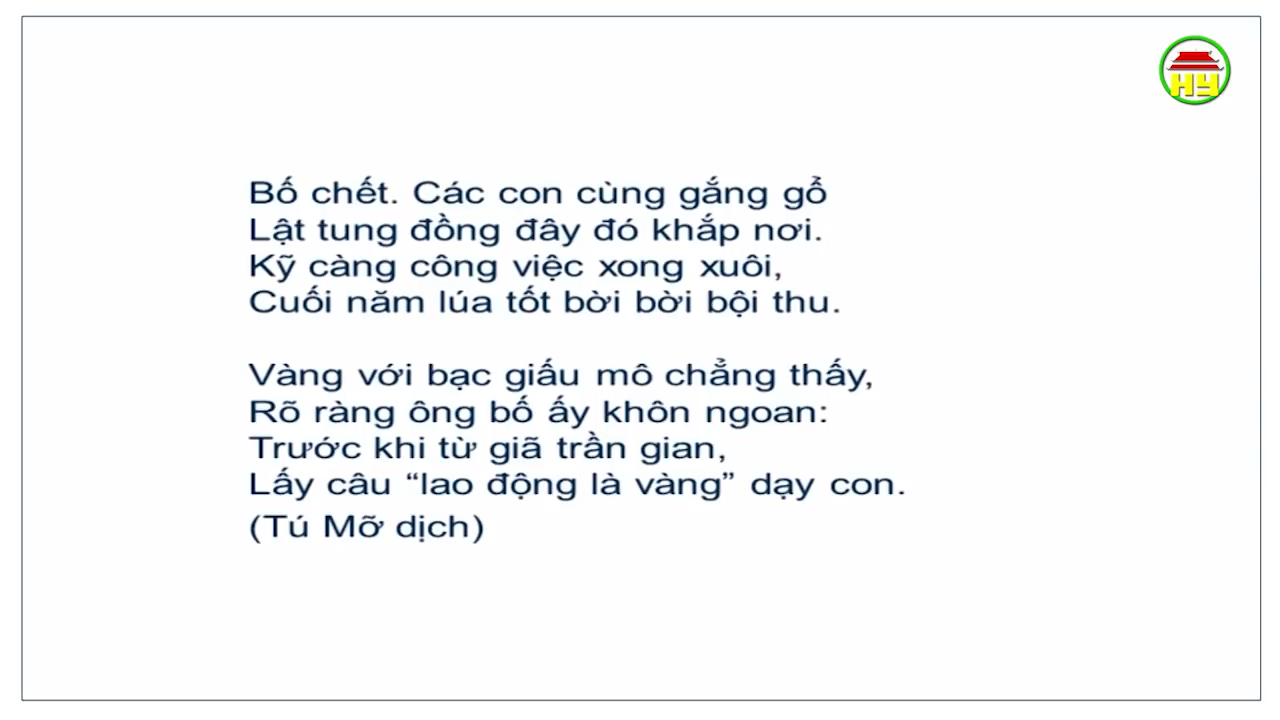 HY
Bố chết. Các con cùng gắng gổ
Lật tung đồng đây đó khắp nơi.
Kỹ càng công việc xong xuôi,
Cuối năm lúa tốt bời bời bội thu.
Vàng với bạc giấu mô chẳng thấy,
Rõ ràng ông bố ấy khôn ngoan:
Trước khi từ giã trần gian,
Lấy câu “lao động là vàng” dạy con.
(Tú Mỡ dịch)